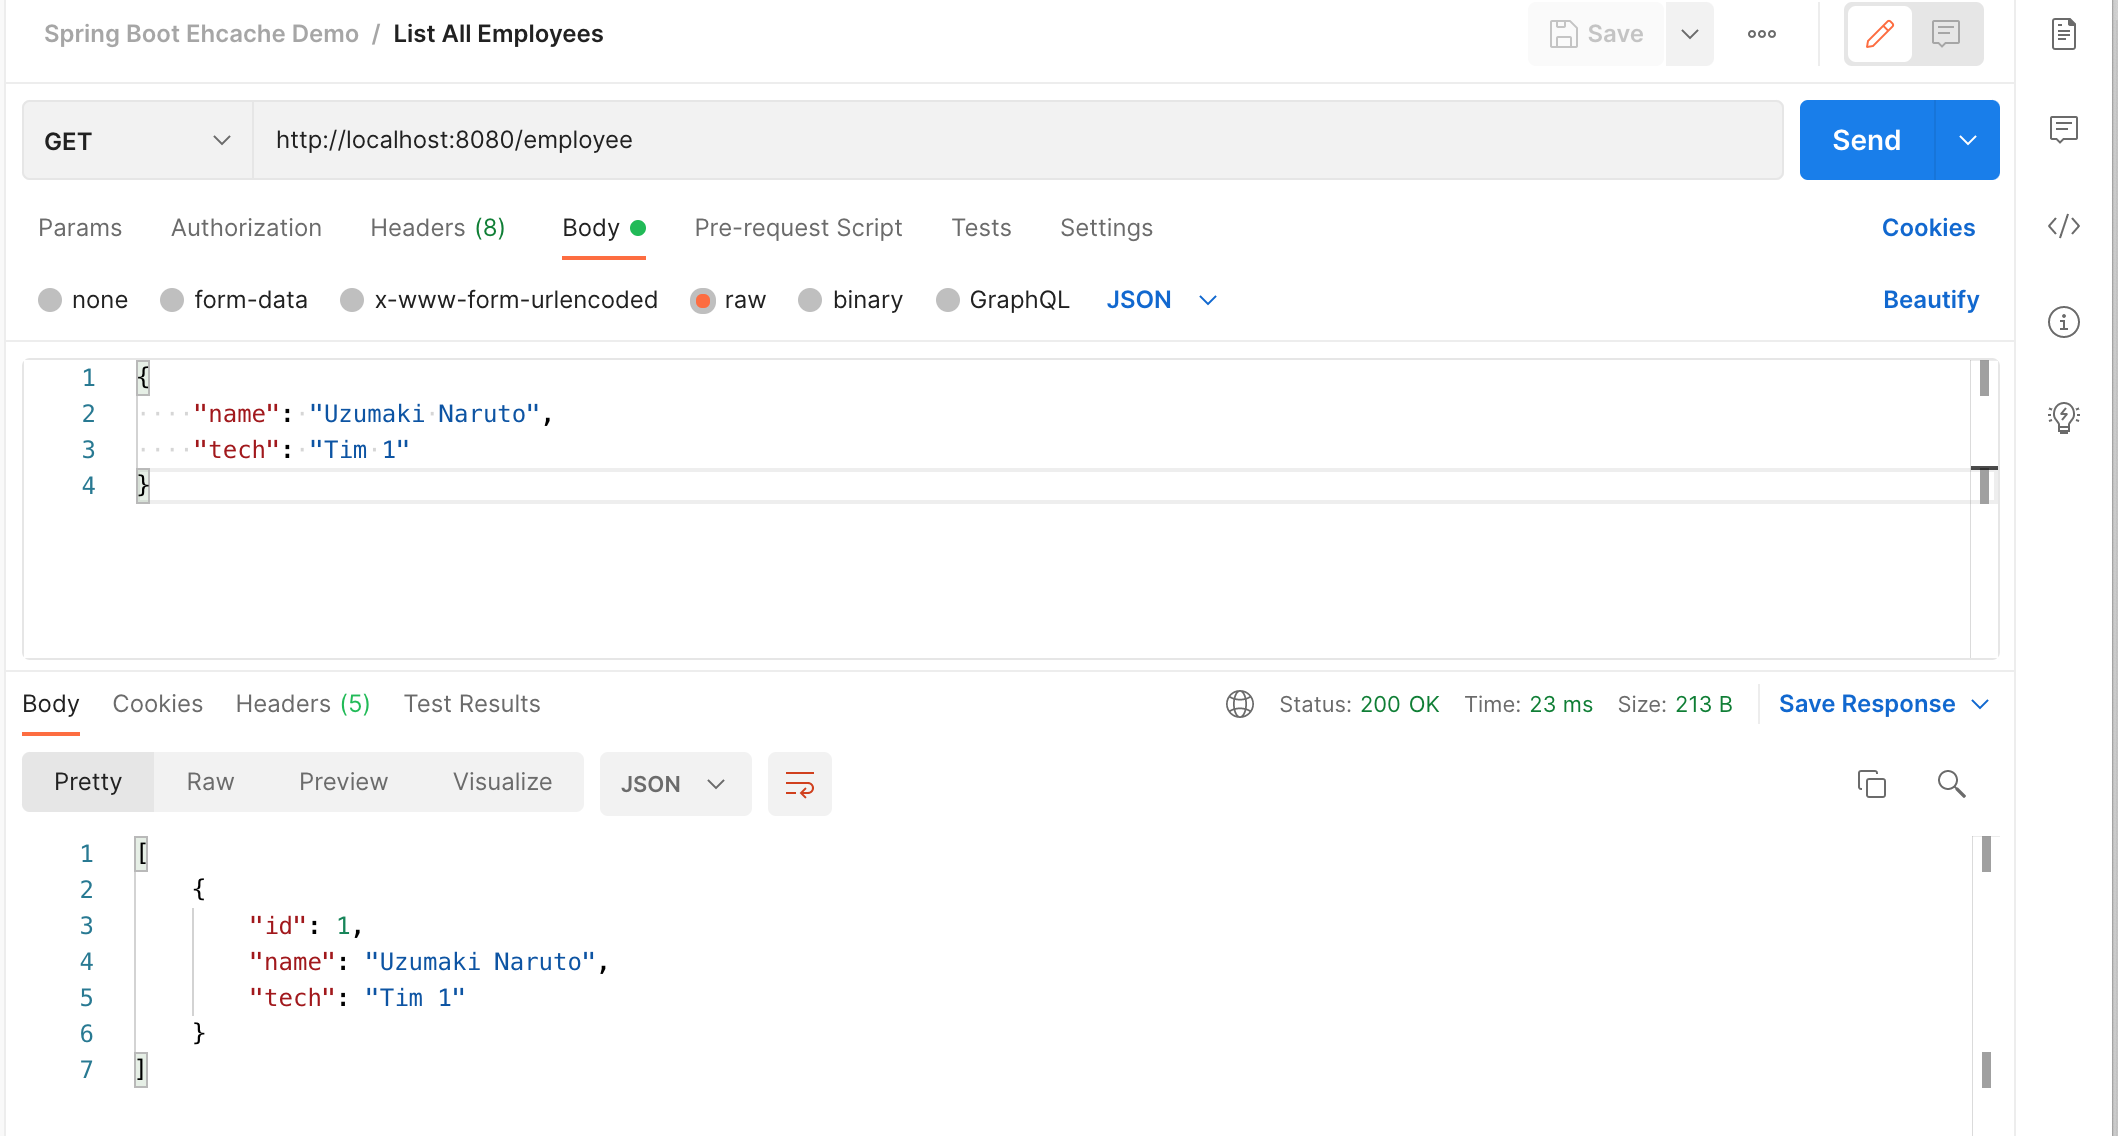 Spring Boot Ehcache Demo / List All Employees
Save
GET http://localhost:8080/employee Send
Params Authorization Headers (8) Body Pre-request Script Tests Settings Cookies
none form-data x-www-form-urlencoded raw binary GraphQL JSON Beautify
1 {
2 "name": "Uzumaki Naruto",
3 "tech": "Tim 1"
4 }
Body Cookies Headers (5) Test Results Status: 200 OK Time: 23 ms Size: 213 B Save Response
Pretty Raw Preview Visualize JSON
1 [
2 {
3 "id": 1,
4 "name": "Uzumaki Naruto",
5 "tech": "Tim 1"
6 }
7 ]